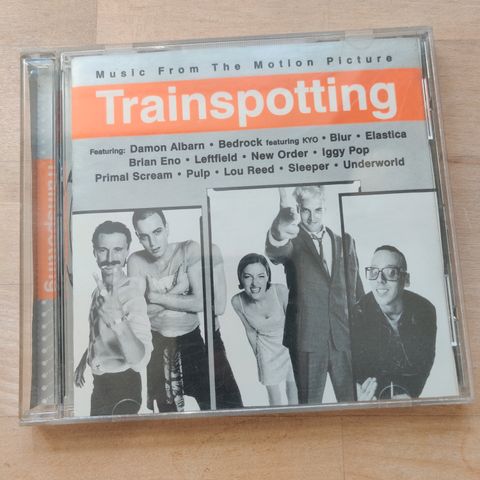 Music From The Motion Picture
Trainspotting
Featuring: Damon Albarn • Bedrock featuring KYO • Blur • Elastica
Brian Eno • Leftfield • New Order • Iggy Pop
Primal Scream • Pulp • Lou Reed • Sleeper • Underworld
Trainspotting